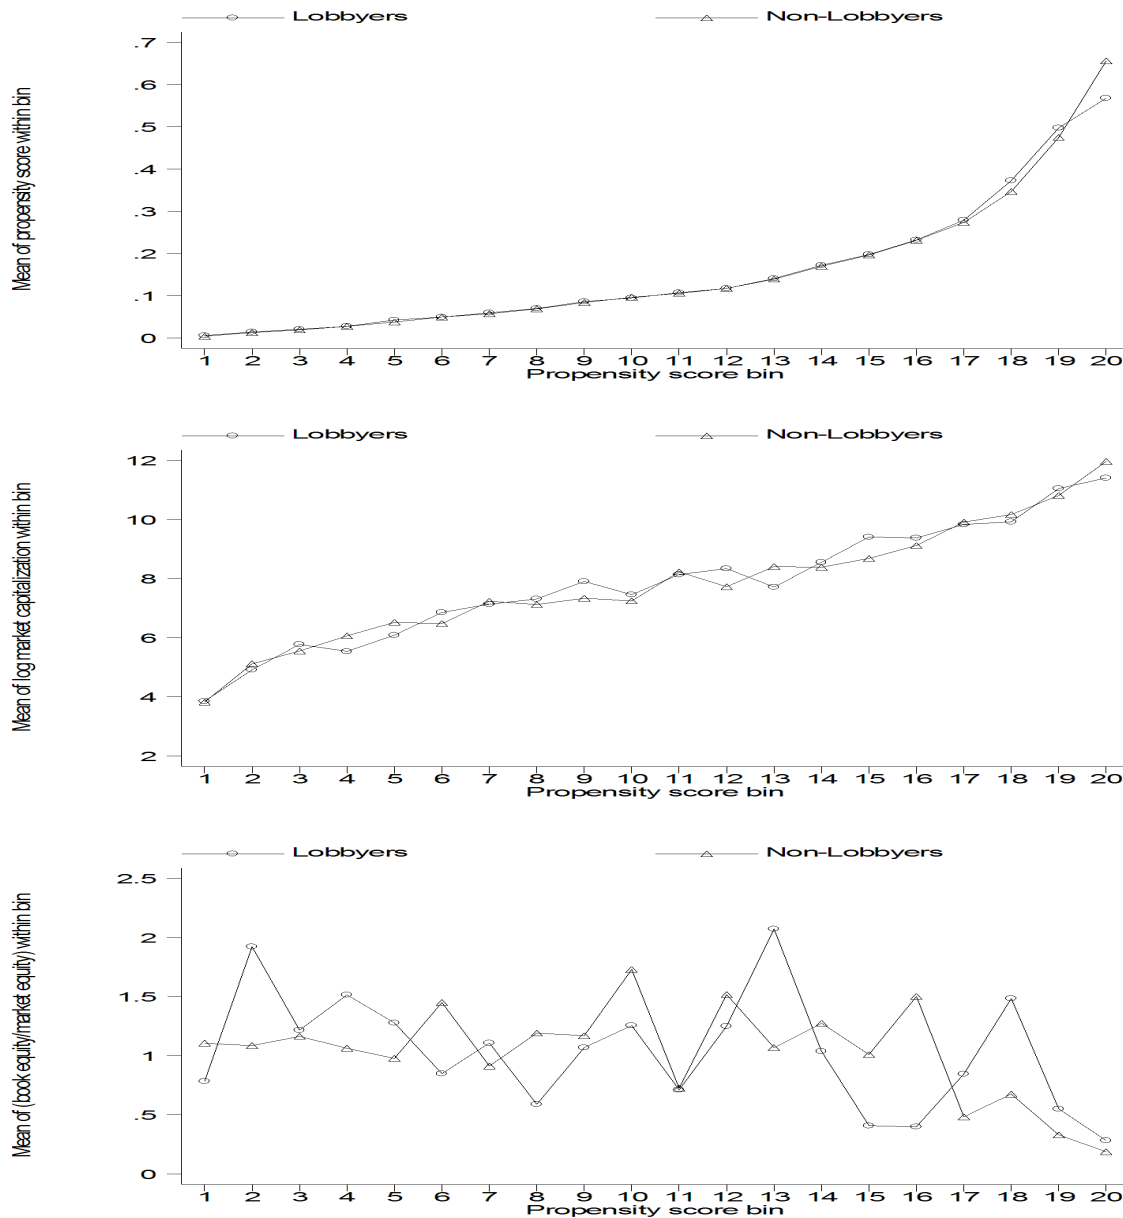 Lobbyers Non-Lobbyers
Mean of propensity score within bin
.7
.6
.5
.4
.3
.2
.1
0
1 2 3 4 5 6 7 8 9 10 11 12 13 14 15 16 17 18 19 20
Propensity score bin
Lobbyers Non-Lobbyers
Mean of log market capitalization within bin
12
10
8
6
4
2
1 2 3 4 5 6 7 8 9 10 11 12 13 14 15 16 17 18 19 20
Propensity score bin
Lobbyers Non-Lobbyers
Mean of (book equity/market equity) within bin
2.5
2
1.5
1
.5
0
1 2 3 4 5 6 7 8 9 10 11 12 13 14 15 16 17 18 19 20
Propensity score bin